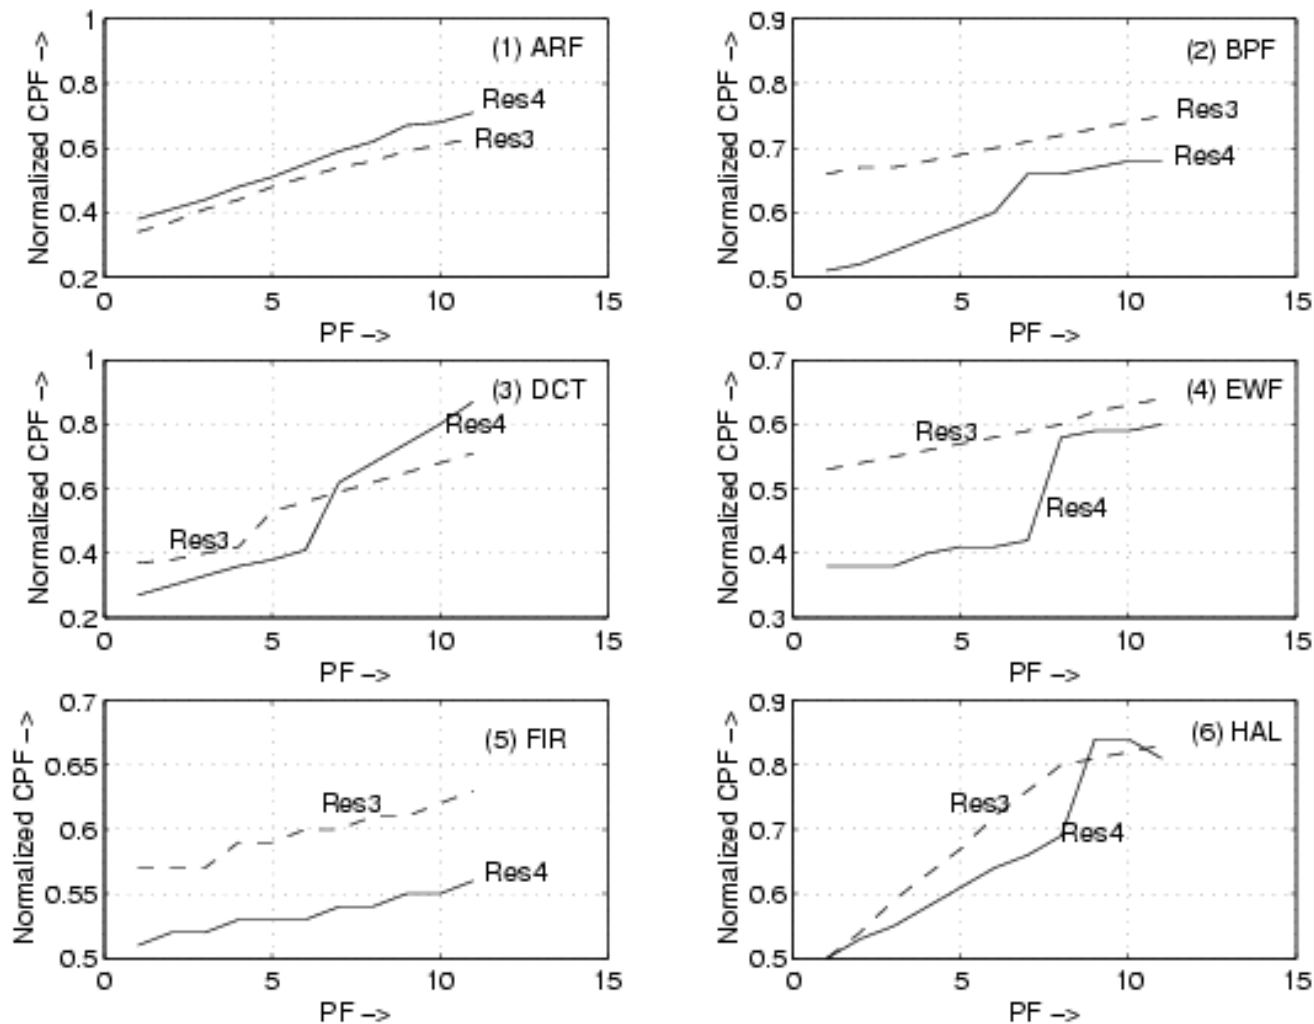 1
0.9
(1) ARF
(2) BPF
Normalized CPF -->
0.8
Res4
Res3
0.6
0.4
0.2
0
5
10
15
PF -->
Normalized CPF -->
0.8
Res3
0.7
Res4
0.6
0.5
0
5
10
15
PF -->
1
(3) DCT
Normalized CPF -->
0.8
Res4
0.6
Res3
0.4
0.2
0
5
10
15
PF -->
0.7
(4) EWF
Normalized CPF -->
0.6
Res3
0.5
Res4
0.4
0.3
0
5
10
15
PF -->
0.7
(5) FIR
Normalized CPF -->
0.65
Res3
0.6
Res4
0.55
0.5
0
5
10
15
PF -->
0.9
(6) HAL
Normalized CPF -->
0.8
Res3
0.7
Res4
0.6
0.5
0
5
10
15
PF -->